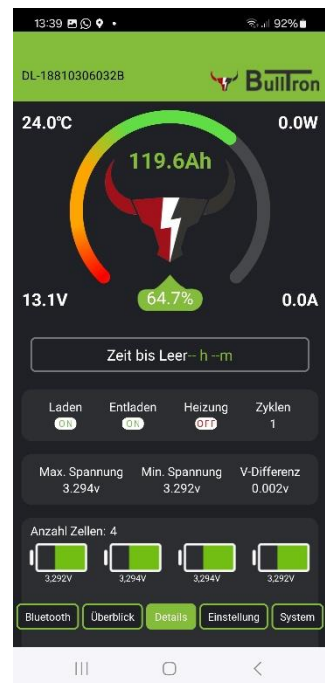 13:39 92%
DL-18810306032B BullTron
24.0℃ 0.0W
119.6Ah
13.1V 64.7% 0.0A
Zeit bis Leer-- h --m
Laden Entladen Heizung Zyklen
ON ON OFF 1
Max. Spannung Min. Spannung V-Differenz
3.294v 3.292v 0.002v
Anzahl Zellen: 4
3,292V 3,294V 3,294V 3,292V
Bluetooth Überblick Details Einstellung System